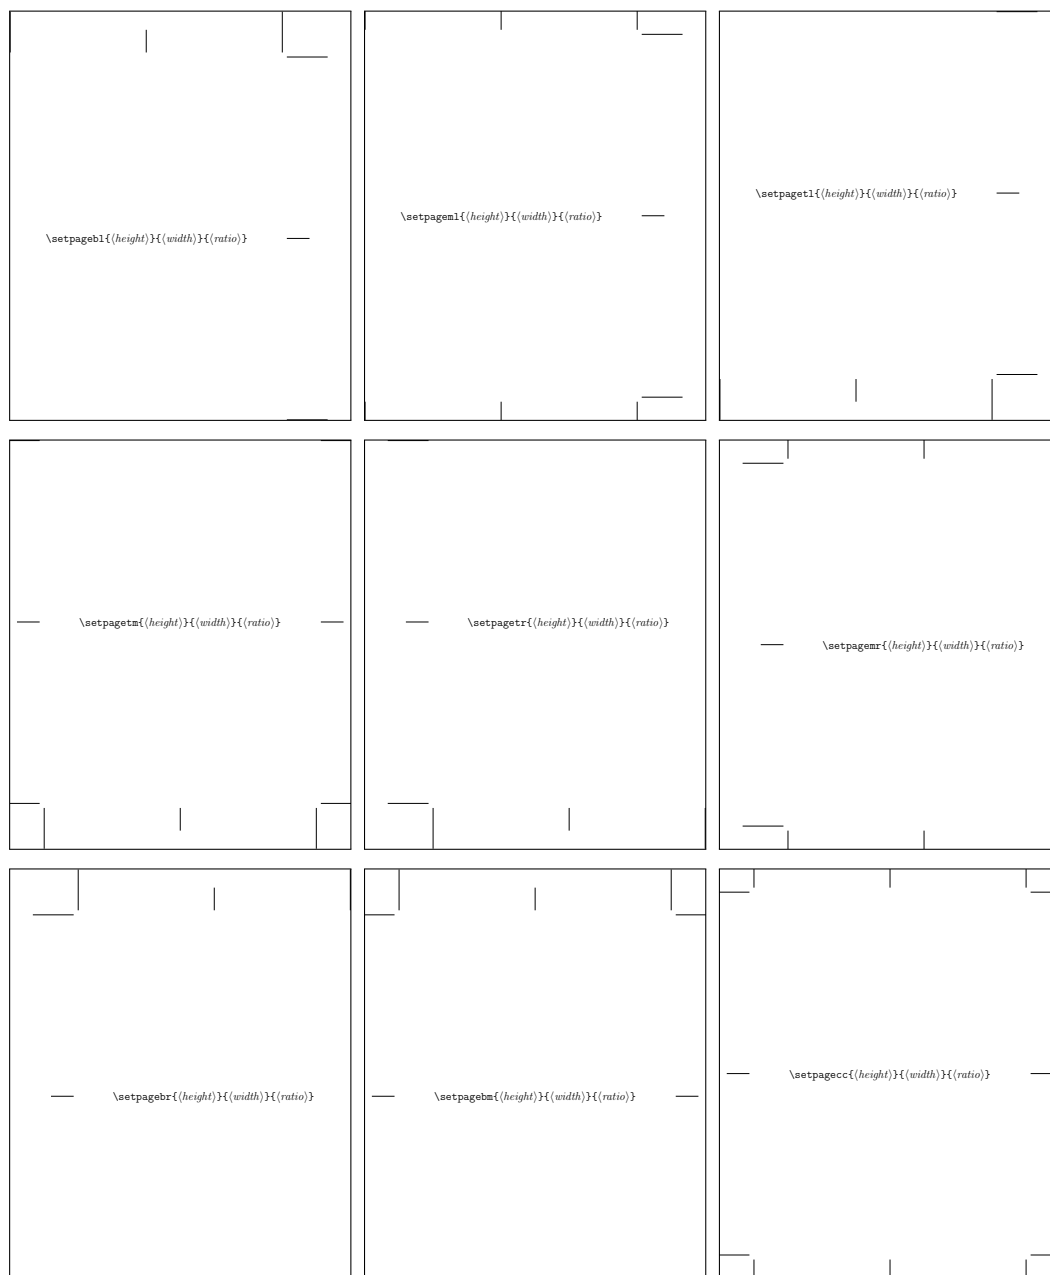 \setpagebl{⟨height⟩}{⟨width⟩}{⟨ratio⟩}
\setpageml{⟨height⟩}{⟨width⟩}{⟨ratio⟩}
\setpagetl{⟨height⟩}{⟨width⟩}{⟨ratio⟩}
\setpagetm{⟨height⟩}{⟨width⟩}{⟨ratio⟩}
\setpagetr{⟨height⟩}{⟨width⟩}{⟨ratio⟩}
\setpagemr{⟨height⟩}{⟨width⟩}{⟨ratio⟩}
\setpagebr{⟨height⟩}{⟨width⟩}{⟨ratio⟩}
\setpagebm{⟨height⟩}{⟨width⟩}{⟨ratio⟩}
\setpagecc{⟨height⟩}{⟨width⟩}{⟨ratio⟩}